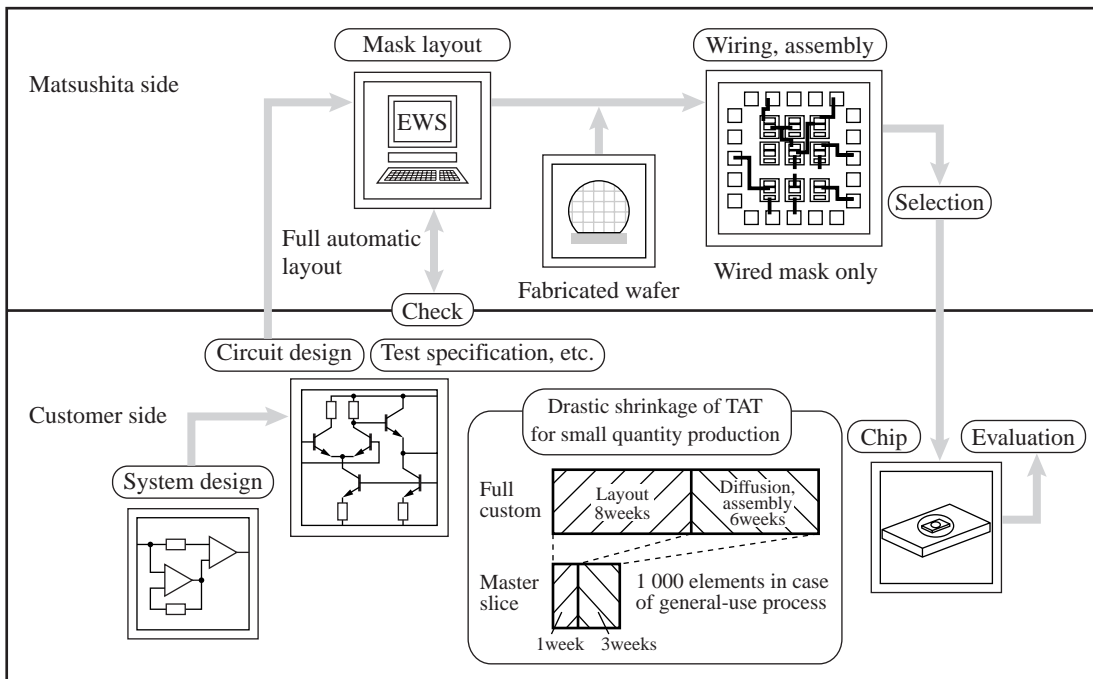 Mask layout
Wiring, assembly
Matsushita side
EWS
Selection
Full automatic
layout
Fabricated wafer
Wired mask only
Check
Circuit design
Test specification, etc.
Customer side
System design
Drastic shrinkage of TAT
for small quantity production
Chip
Evaluation
Full
custom
Layout
8weeks
Diffusion,
assembly
6weeks
Master
slice
1 000 elements in case
of general-use process
1week
3weeks